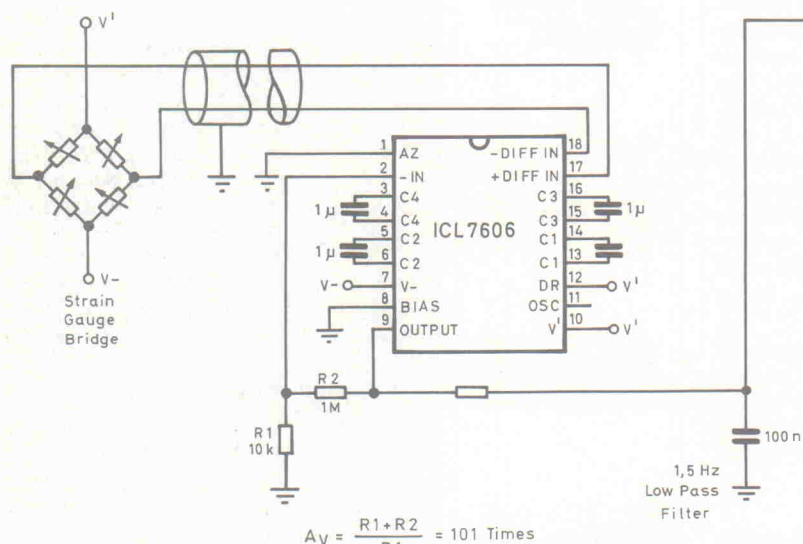 V'
V-
Strain
Gauge
Bridge
ICL7606
1 AZ
2 -IN
3 C4
4 C4
5 C2
6 C2
7 V-
8 BIAS
9 OUTPUT
-DIFF IN 18
+DIFF IN 17
C3 16
C3 15
C1 14
C1 13
DR 12
OSC 11
V' 10
1µ
1µ
1µ
V-
V'
V'
R2
1M
R1
10k
100 n
1,5 Hz
Low Pass
Filter
AV = R1+R2 = 101 Times